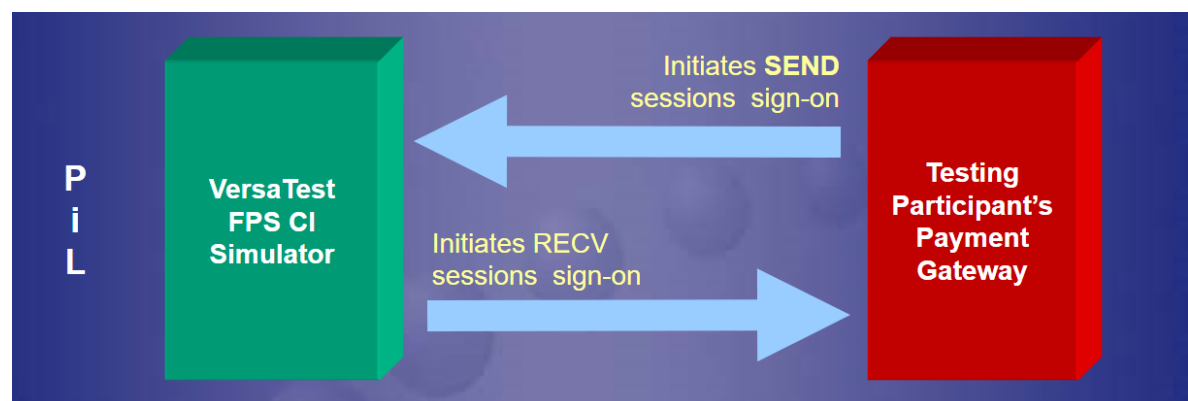 P
i
L
VersaTest
FPS CI
Simulator
Initiates SEND
sessions sign-on
Initiates RECV
sessions sign-on
Testing
Participant's
Payment
Gateway